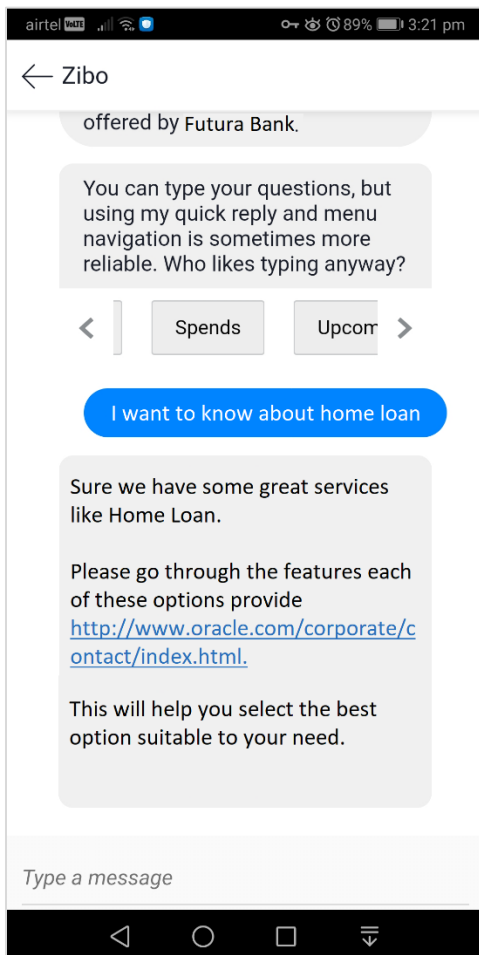 airtel VoLTE 89% 3:21 pm
Zibo
offered by Futura Bank.
You can type your questions, but
using my quick reply and menu
navigation is sometimes more
reliable. Who likes typing anyway?
Spends Upcom
I want to know about home loan
Sure we have some great services
like Home Loan.
Please go through the features each
of these options provide
http://www.oracle.com/corporate/c
ontact/index.html.
This will help you select the best
option suitable to your need.
Type a message